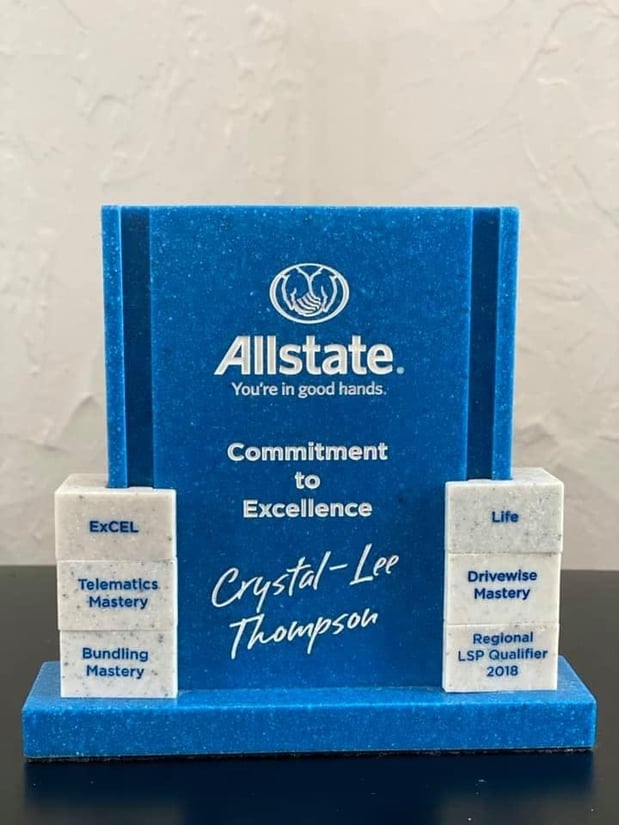 Allstate.
You're in good hands.
Commitment
to
Excellence
Crystal-Lee
Thompson
ExCEL
Telematics
Mastery
Bundling
Mastery
Life
Drivewise
Mastery
Regional
LSP Qualifier
2018